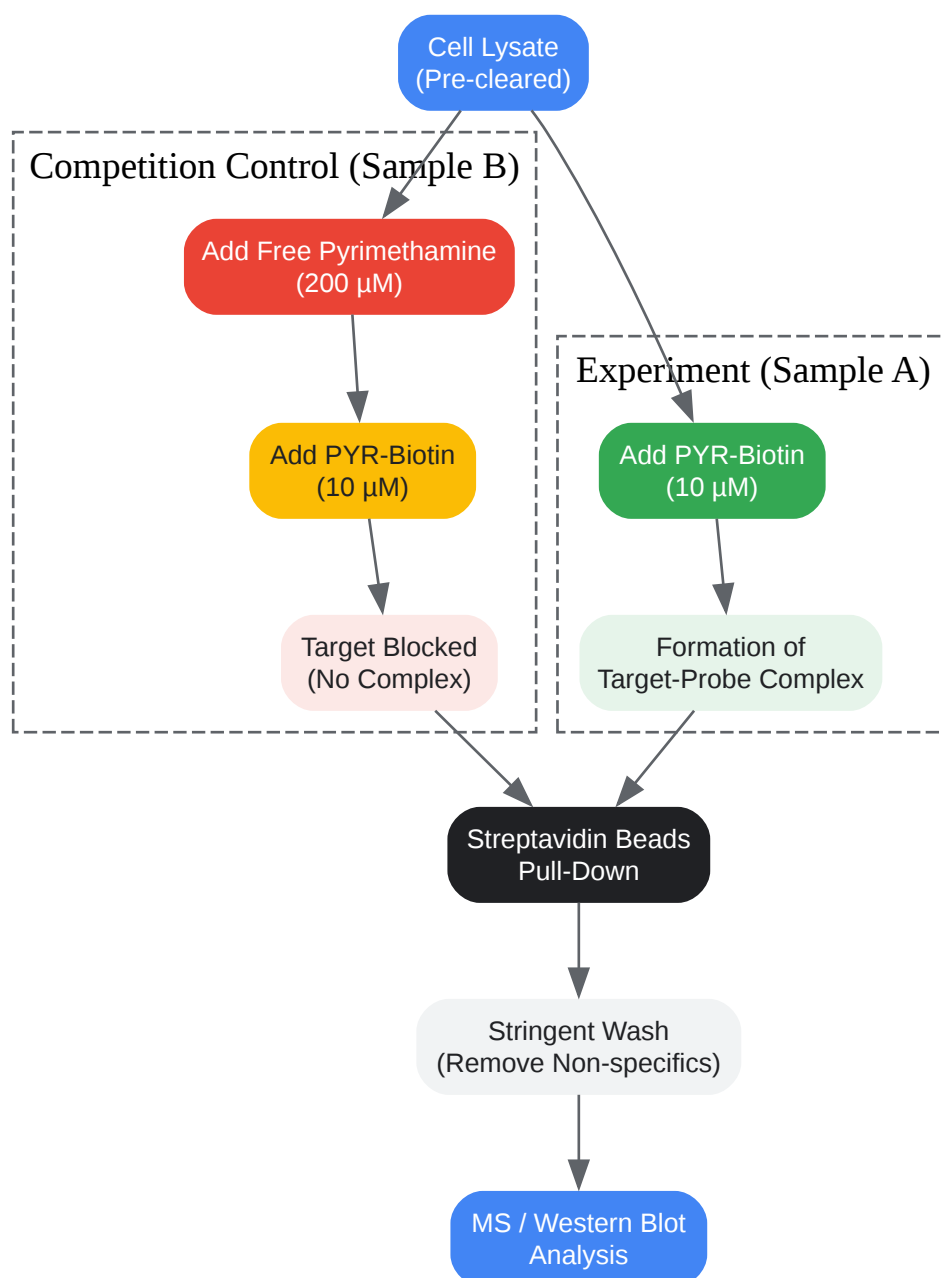 Cell Lysate
(Pre-cleared)
Competition Control (Sample B)
Add Free Pyrimethamine
(200 µM)
Experiment (Sample A)
Add PYR-Biotin
(10 µM)
Add PYR-Biotin
(10 µM)
Target Blocked
(No Complex)
Formation of
Target-Probe Complex
Streptavidin Beads
Pull-Down
Stringent Wash
(Remove Non-specifics)
MS / Western Blot
Analysis